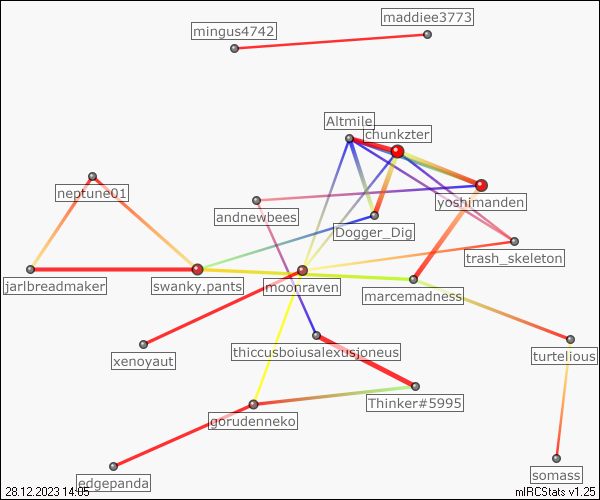 maddiee3773
mingus4742
Altmile
chunkzter
neptune01
yoshimanden
andnewbees
Dogger_Dig
trash_skeleton
jarlbreadmaker
swanky.pants
moonraven
marcemadness
xenoyaut
thiccusboiusalexusjoneus
turtelious
Thinker#5995
gorudenneko
edgepanda
somass
28.12.2023 14:05
mIRCStats v1.25